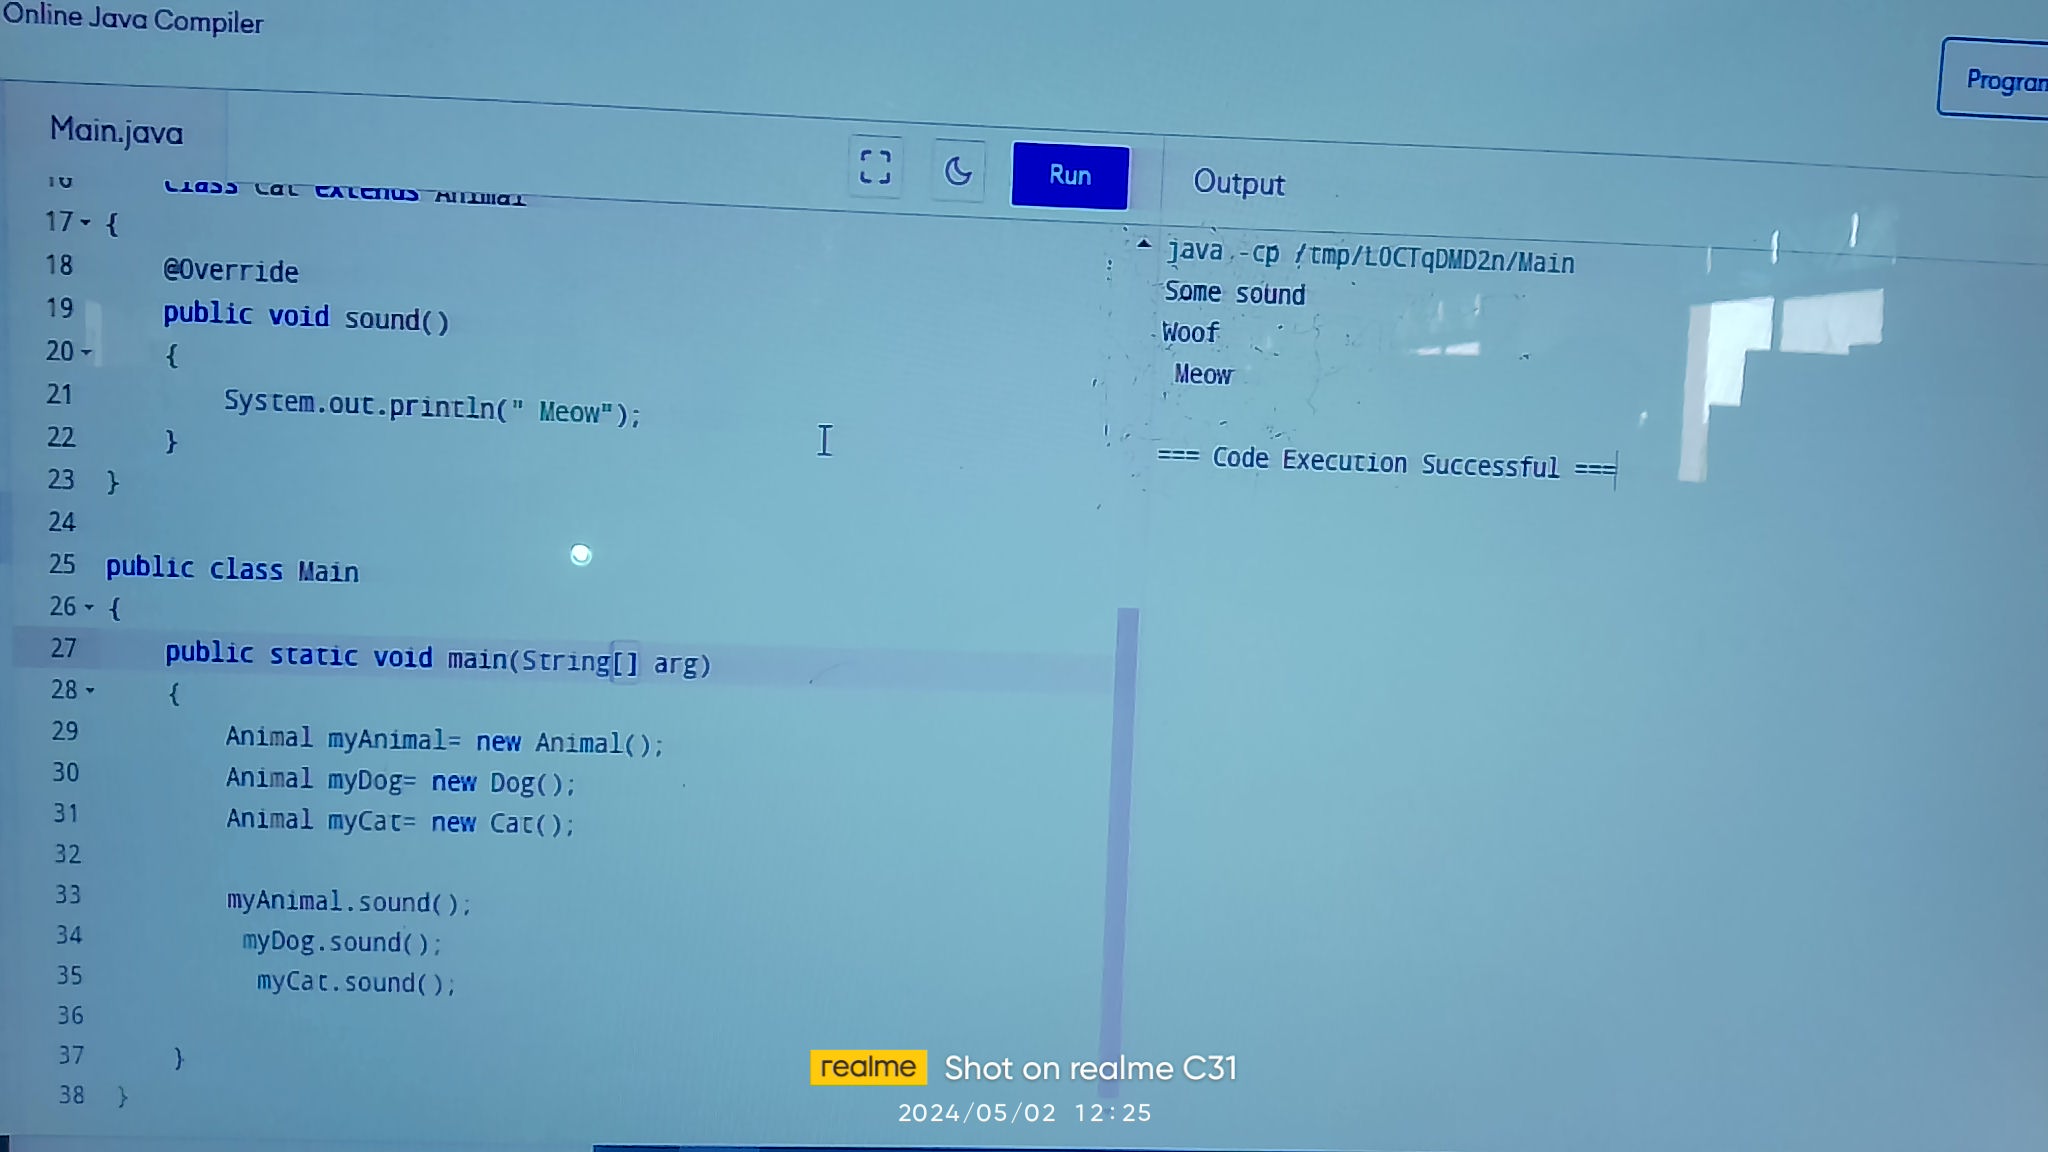 Online Java Compiler
Main.java
Run
Output
16 class Cat extends Animal
17 {
18 @Override
19 public void sound()
20 {
21 System.out.println(" Meow");
22 }
23 }
24
25 public class Main
26 {
27 public static void main(String[] arg)
28 {
29 Animal myAnimal= new Animal();
30 Animal myDog= new Dog();
31 Animal myCat= new Cat();
32
33 myAnimal.sound();
34 myDog.sound();
35 myCat.sound();
36
37 }
38 }
java -cp /tmp/L0CTqDMD2n/Main
Some sound
Woof
Meow
=== Code Execution Successful ===
realme Shot on realme C31
2024/05/02 12:25